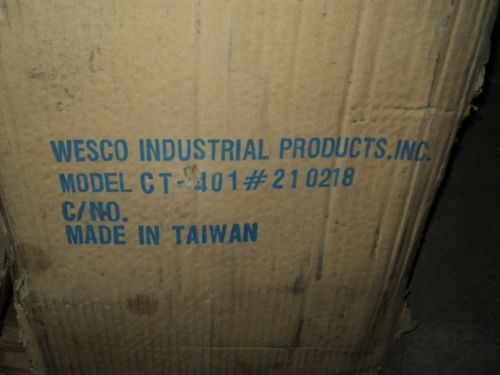 WESCO INDUSTRIAL PRODUCTS, INC.
MODEL CT-401#210218
C/NO.
MADE IN TAIWAN